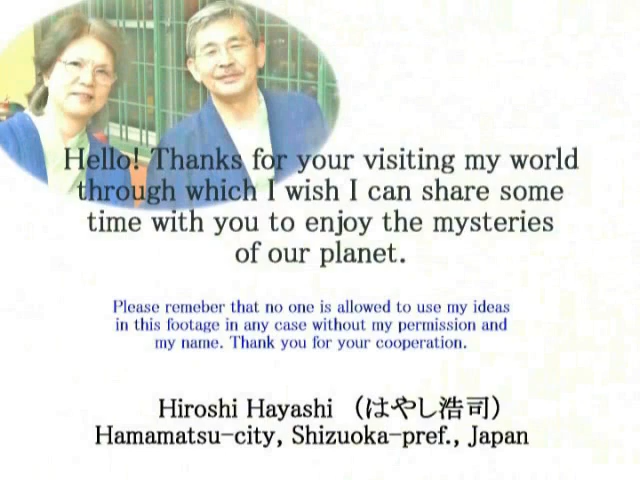 Hello! Thanks for your visiting my world
through which I wish I can share some
time with you to enjoy the mysteries
of our planet.
Please remeber that no one is allowed to use my ideas
in this footage in any case without my permission and
my name. Thank you for your cooperation.
Hiroshi Hayashi （はやし浩司）
Hamamatsu-city, Shizuoka-pref., Japan